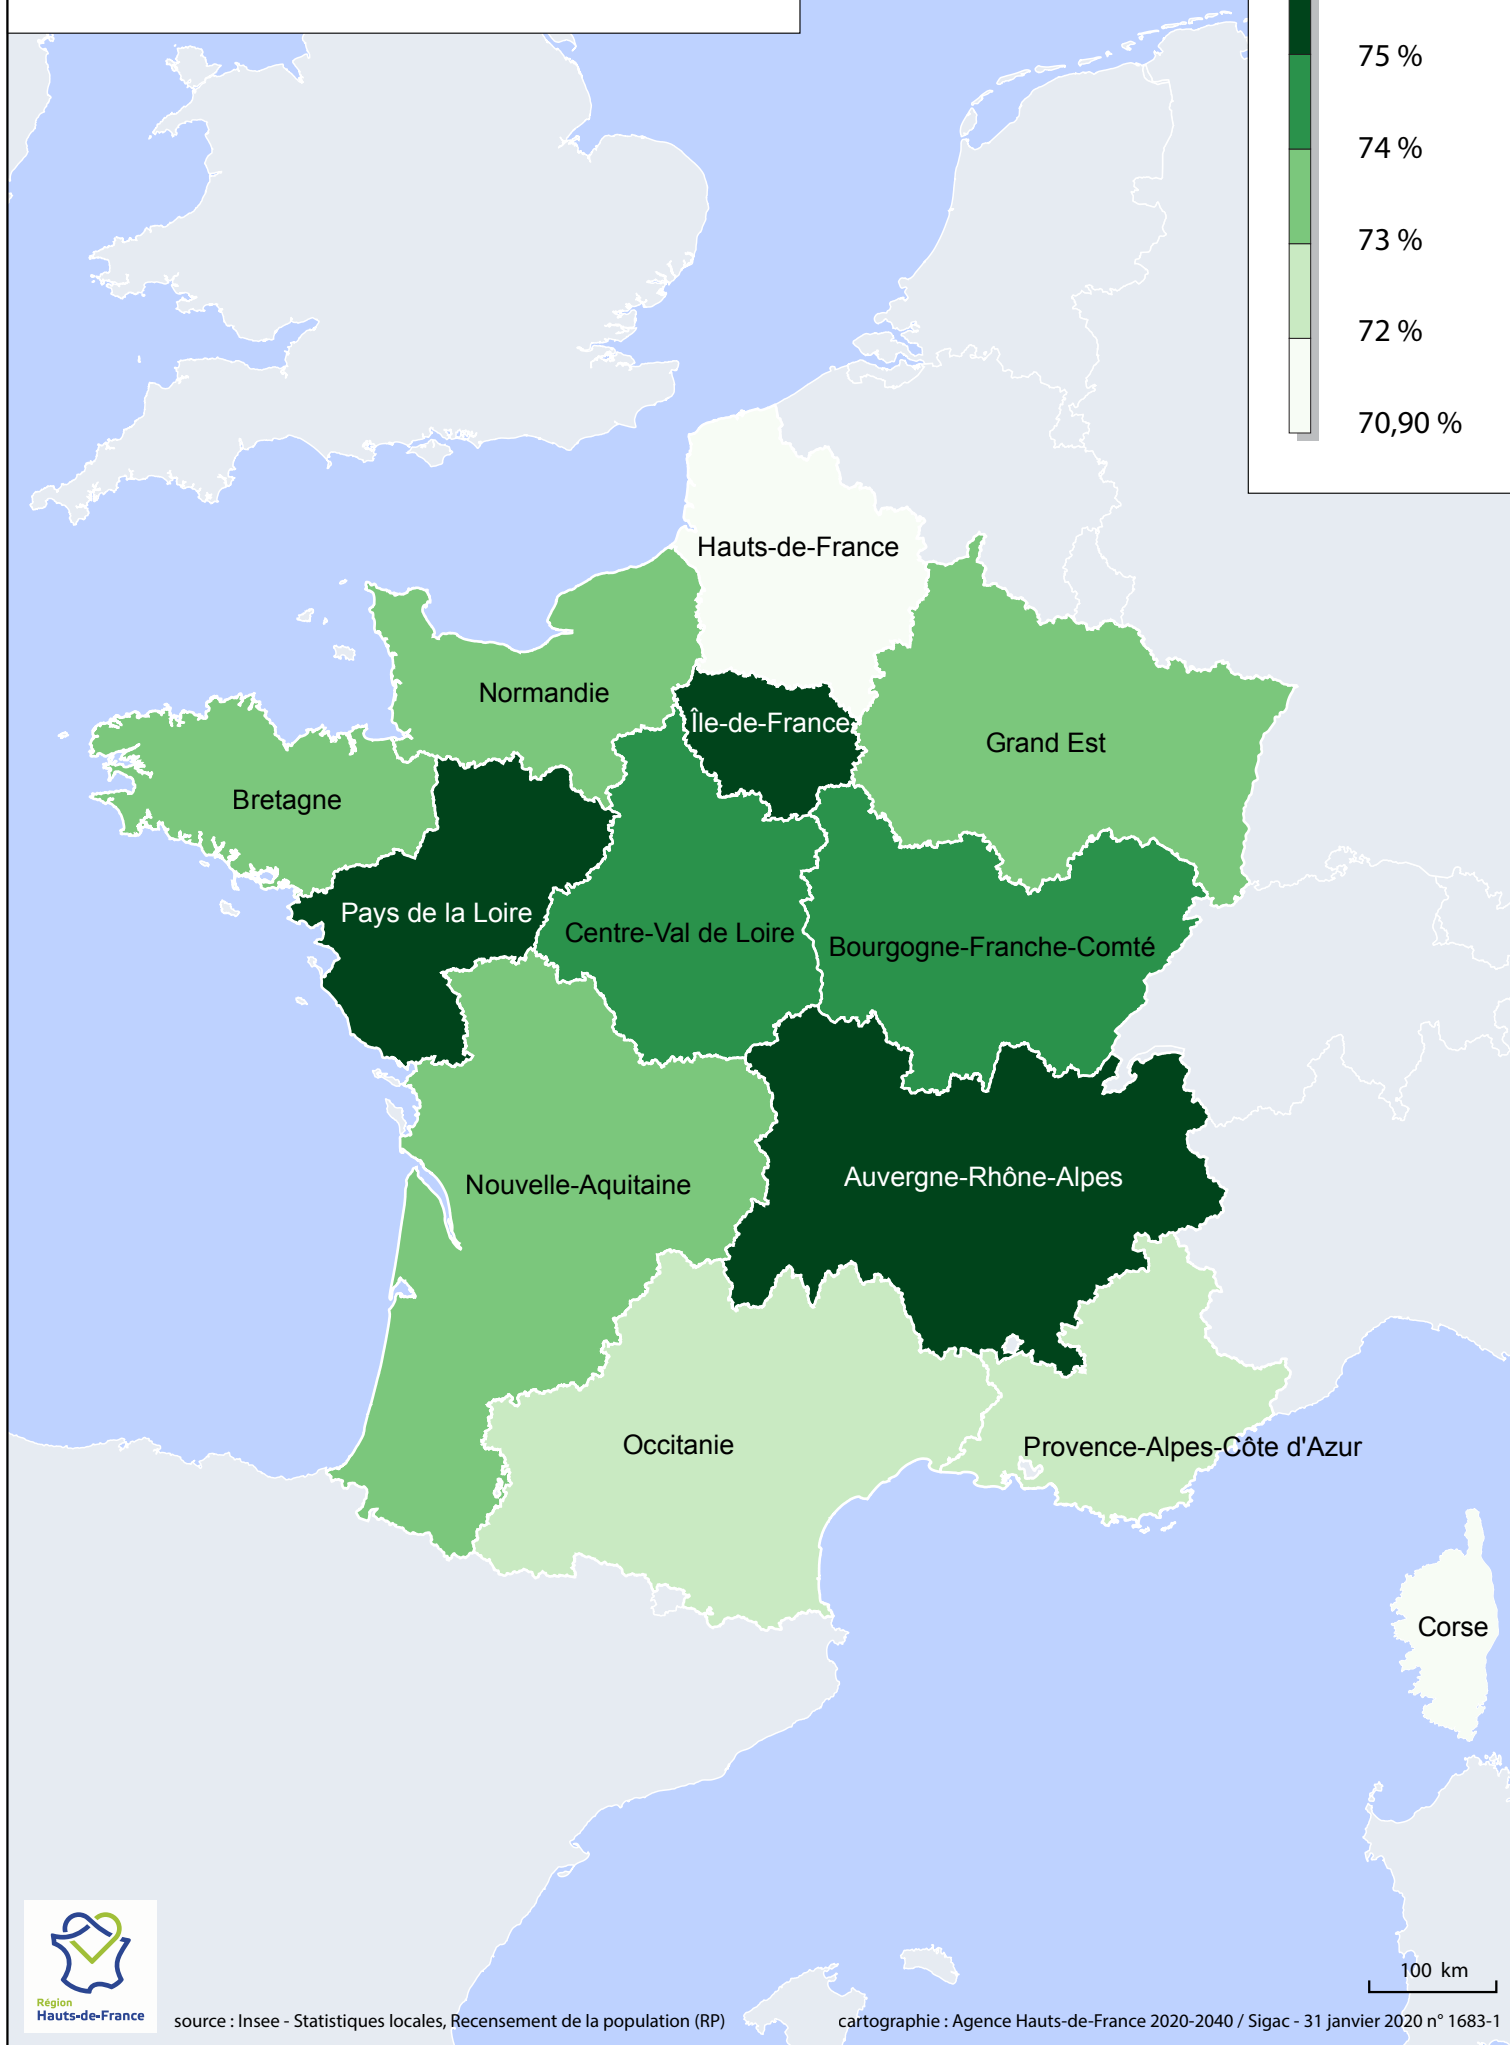 75 %
74 %
73 %
72 %
70,90 %
Hauts-de-France
Normandie
Île-de-France
Grand Est
Bretagne
Pays de la Loire
Centre-Val de Loire
Bourgogne-Franche-Comté
Auvergne-Rhône-Alpes
Nouvelle-Aquitaine
Occitanie
Provence-Alpes-Côte d'Azur
Corse
100 km
Région
Hauts-de-France
source : Insee - Statistiques locales, Recensement de la population (RP)
cartographie : Agence Hauts-de-France 2020-2040 / Sigac - 31 janvier 2020 n° 1683-1